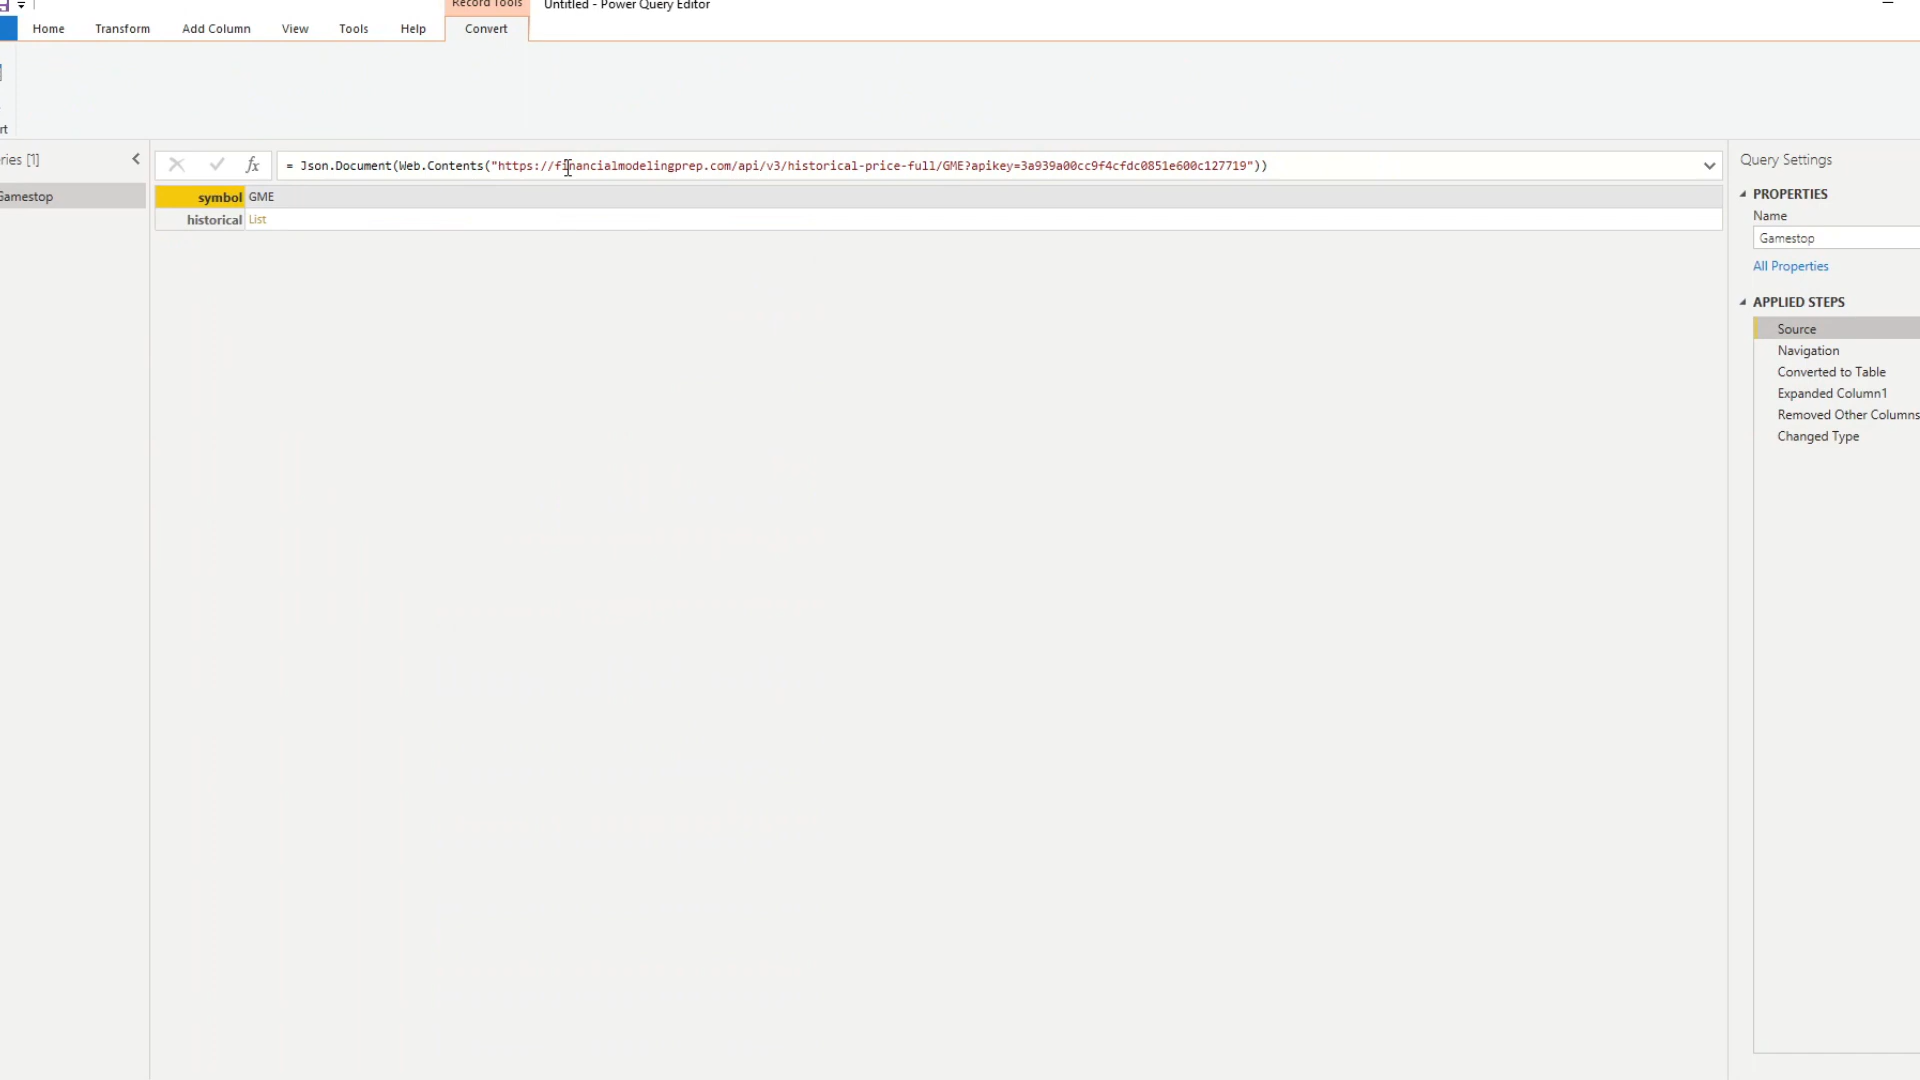 Record Tools
Untitled - Power Query Editor
Home Transform Add Column View Tools Help Convert
rt
ries [1]
= Json.Document(Web.Contents("https://financialmodelingprep.com/api/v3/historical-price-full/GME?apikey=3a939a00cc9f4cfdc0851e600c127719"))
Gamestop
symbol GME
historical List
Query Settings
PROPERTIES
Name
Gamestop
All Properties
APPLIED STEPS
Source
Navigation
Converted to Table
Expanded Column1
Removed Other Columns
Changed Type